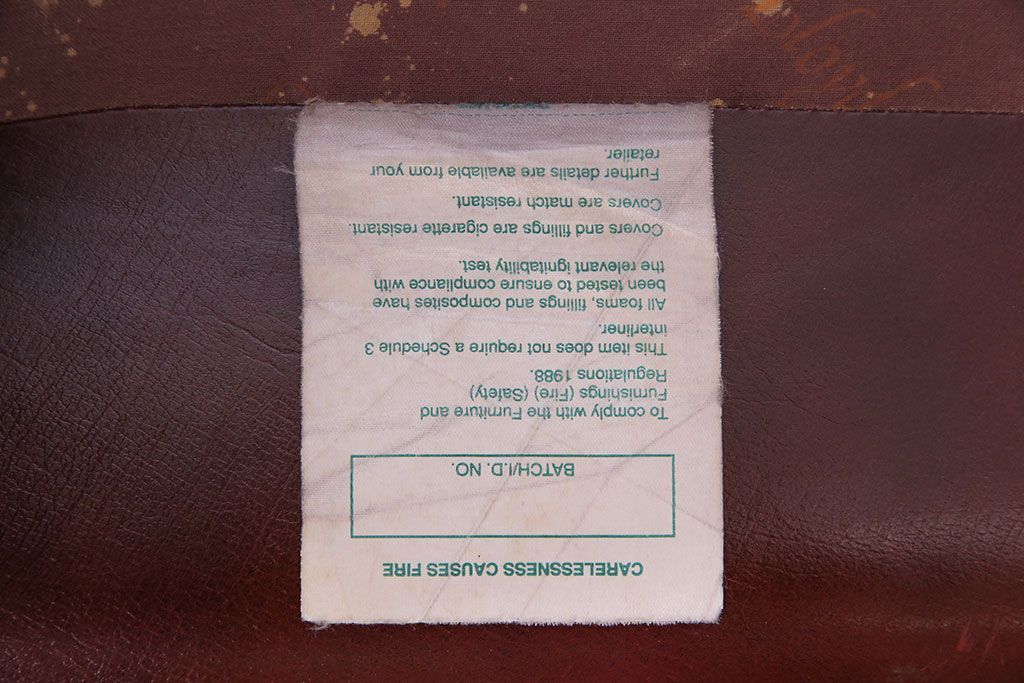 CARELESSNESS CAUSES FIRE
BATCH/I.D. NO.
To comply with the Furniture and
Furnishings (Fire) (Safety)
Regulations 1988.
This item does not require a Schedule 3
interliner.
All foams, fillings and composites have
been tested to ensure compliance with
the relevant ignitability test.
Covers and fillings are cigarette resistant.
Covers are match resistant.
Further details are available from your
retailer.